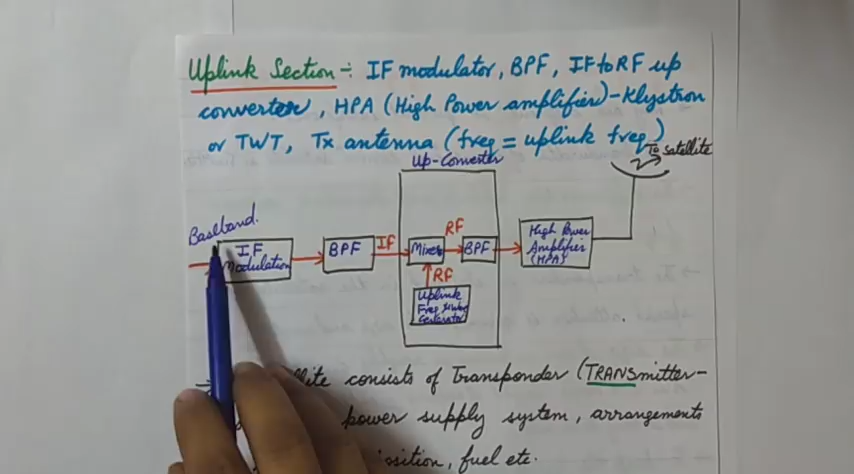 Uplink Section :- IF modulator, BPF, IF to RF up
converter, HPA (High Power amplifier) - Klystron
or TWT, Tx antenna (freq = uplink freq)
Up-Converter
To satellite
Baseband.
IF
Modulation
BPF
IF
Mixer
RF
BPF
High Power
Amplifier
(HPA)
RF
Uplink
Freq
Generator
consists of Transponder (TRANSmitter-
power supply system, arrangements
fuel etc.